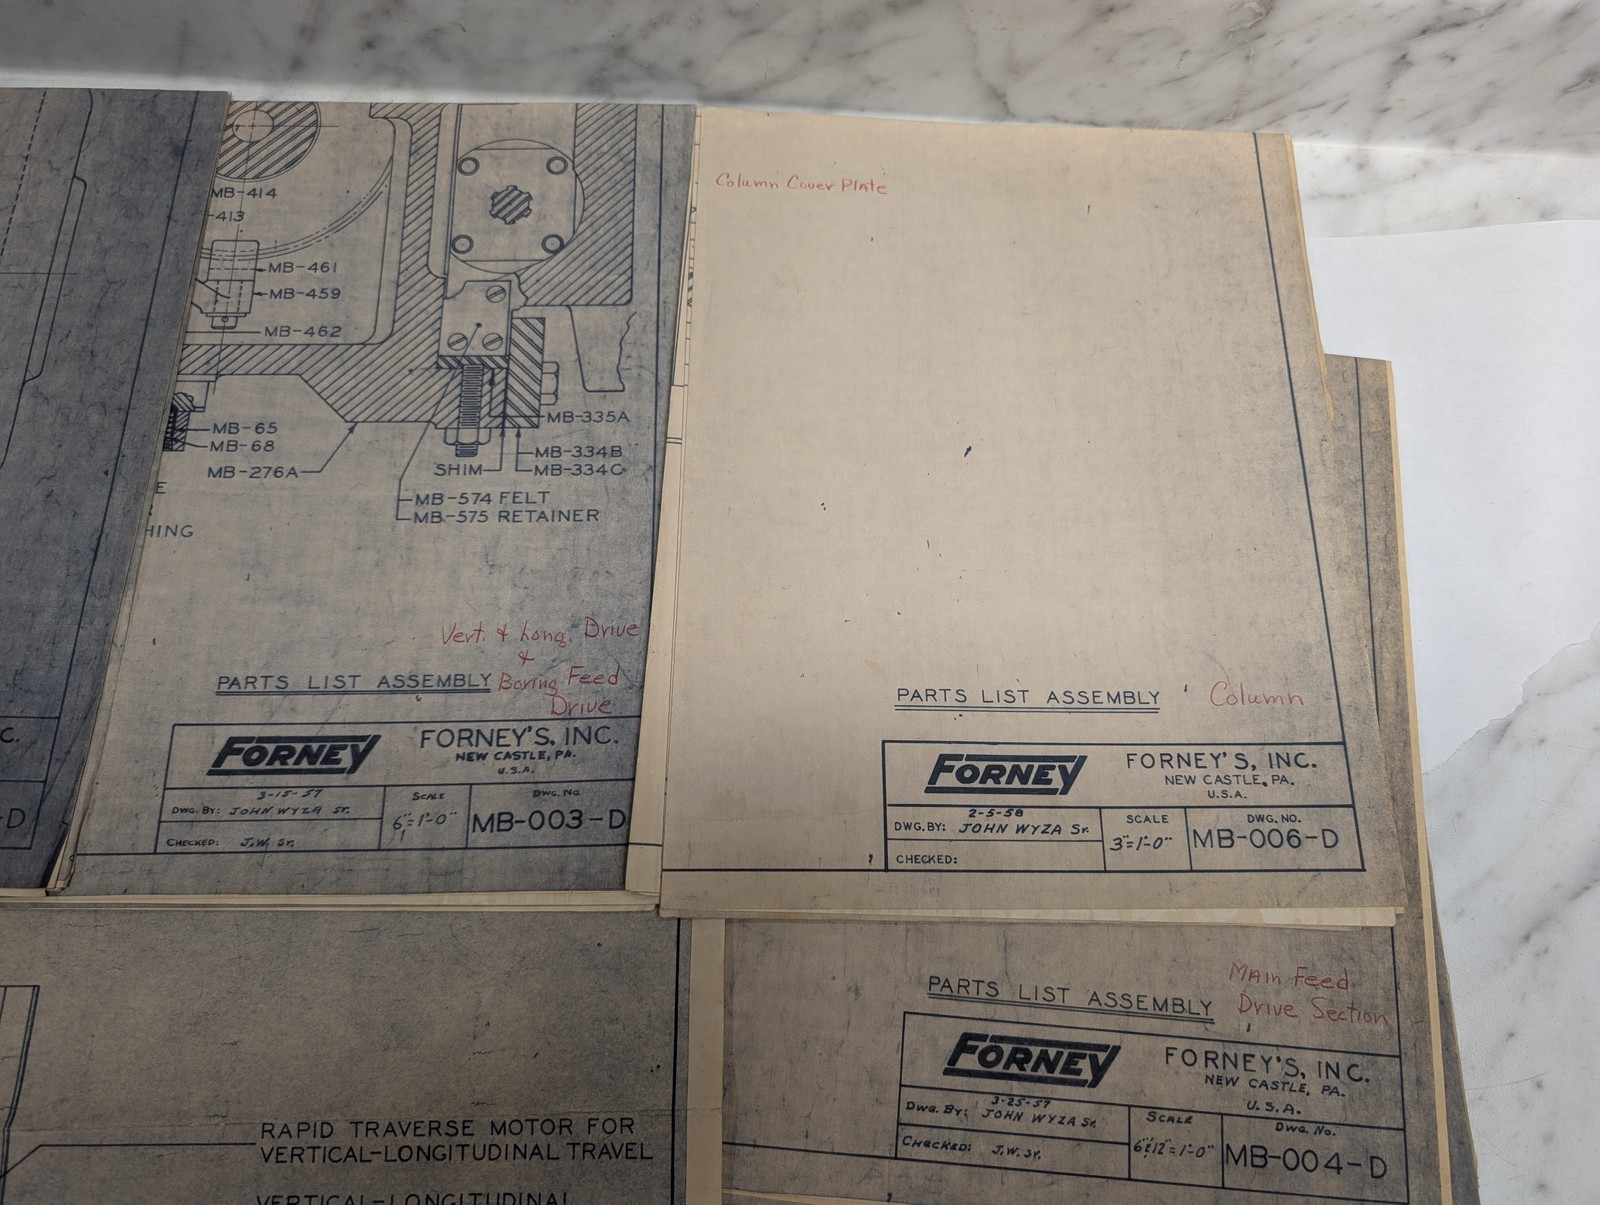 C.
-D
MB-414
-413
MB-461
MB-459
MB-462
MB-65
MB-68
MB-276A
E
HING
MB-335A
MB-334B
SHIM
MB-334C
MB-574 FELT
MB-575 RETAINER
Vert. & Long. Drive
&
PARTS LIST ASSEMBLY Boring Feed
Drive
FORNEY
FORNEY'S, INC.
NEW CASTLE, PA.
U.S.A.
3-15-57
DWG. BY: JOHN WYZA Sr.
CHECKED: J.W. Sr.
SCALE
6"=1'-0"
DWG. NO.
MB-003-D
Column Cover Plate
PARTS LIST ASSEMBLY Column
FORNEY
FORNEY'S, INC.
NEW CASTLE, PA.
U.S.A.
2-5-58
DWG. BY: JOHN WYZA Sr.
CHECKED:
SCALE
3"=1'-0"
DWG. NO.
MB-006-D
RAPID TRAVERSE MOTOR FOR
VERTICAL-LONGITUDINAL TRAVEL
VERTICAL-LONGITUDINAL
Main Feed
PARTS LIST ASSEMBLY Drive Section
FORNEY
FORNEY'S, INC.
NEW CASTLE, PA.
U.S.A.
3-25-57
Dwg. By: JOHN WYZA Sr.
CHECKED: J.W. Sr.
SCALE
Dwg. No.
MB-004-D